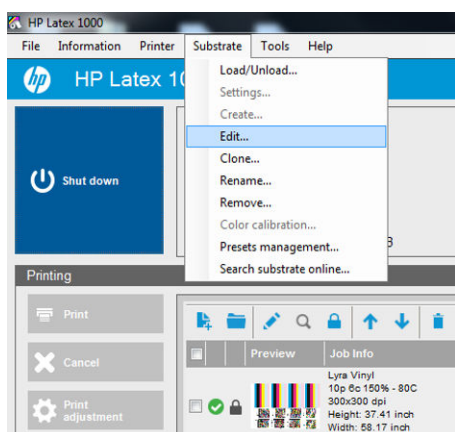 HP Latex 1000
File Information Printer Substrate Tools Help
hp HP Latex 10
Load/Unload...
Settings...
Create...
Edit...
Clone...
Rename...
Remove...
Color calibration...
Presets management...
Search substrate online...
Shut down
3
Printing
Print
Cancel
Print
adjustment
Preview Job Info
Lyra Vinyl
10p 6c 150% - 80C
300x300 dpi
Height: 37.41 inch
Width: 58.17 inch